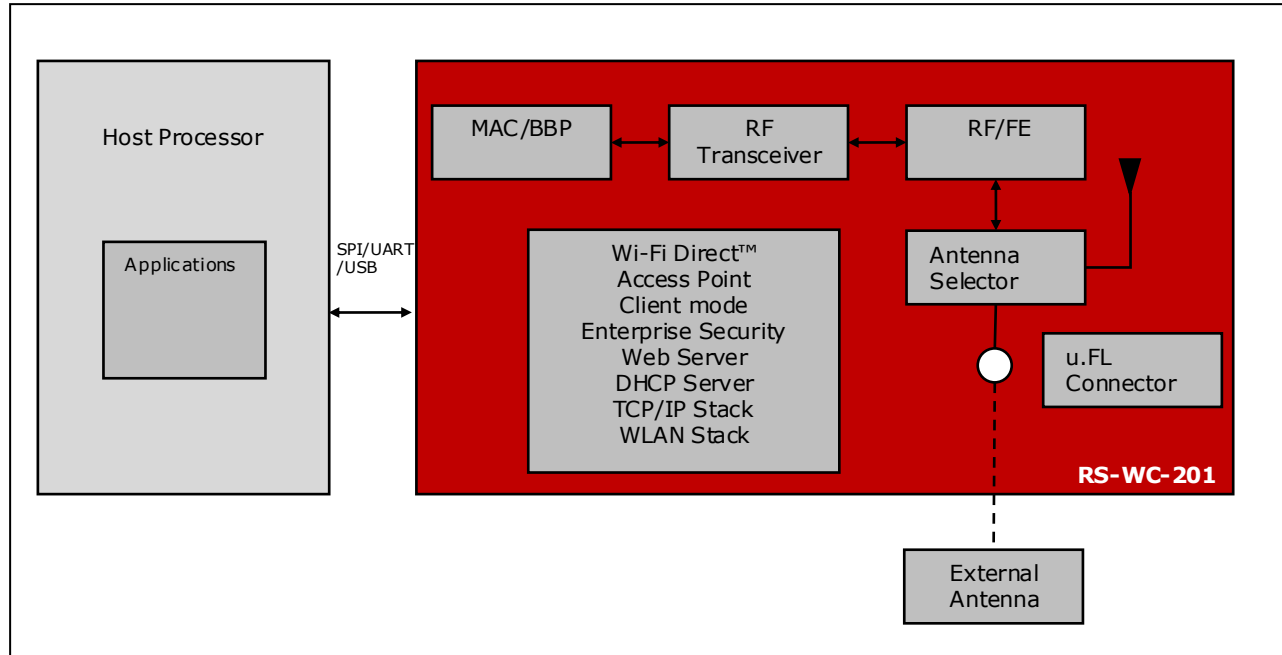 Host Processor
Applications
SPI/UART
/USB
MAC/BBP
RF
Transceiver
RF/FE
Wi-Fi Direct™
Access Point
Client mode
Enterprise Security
Web Server
DHCP Server
TCP/IP Stack
WLAN Stack
Antenna
Selector
u.FL
Connector
RS-WC-201
External
Antenna